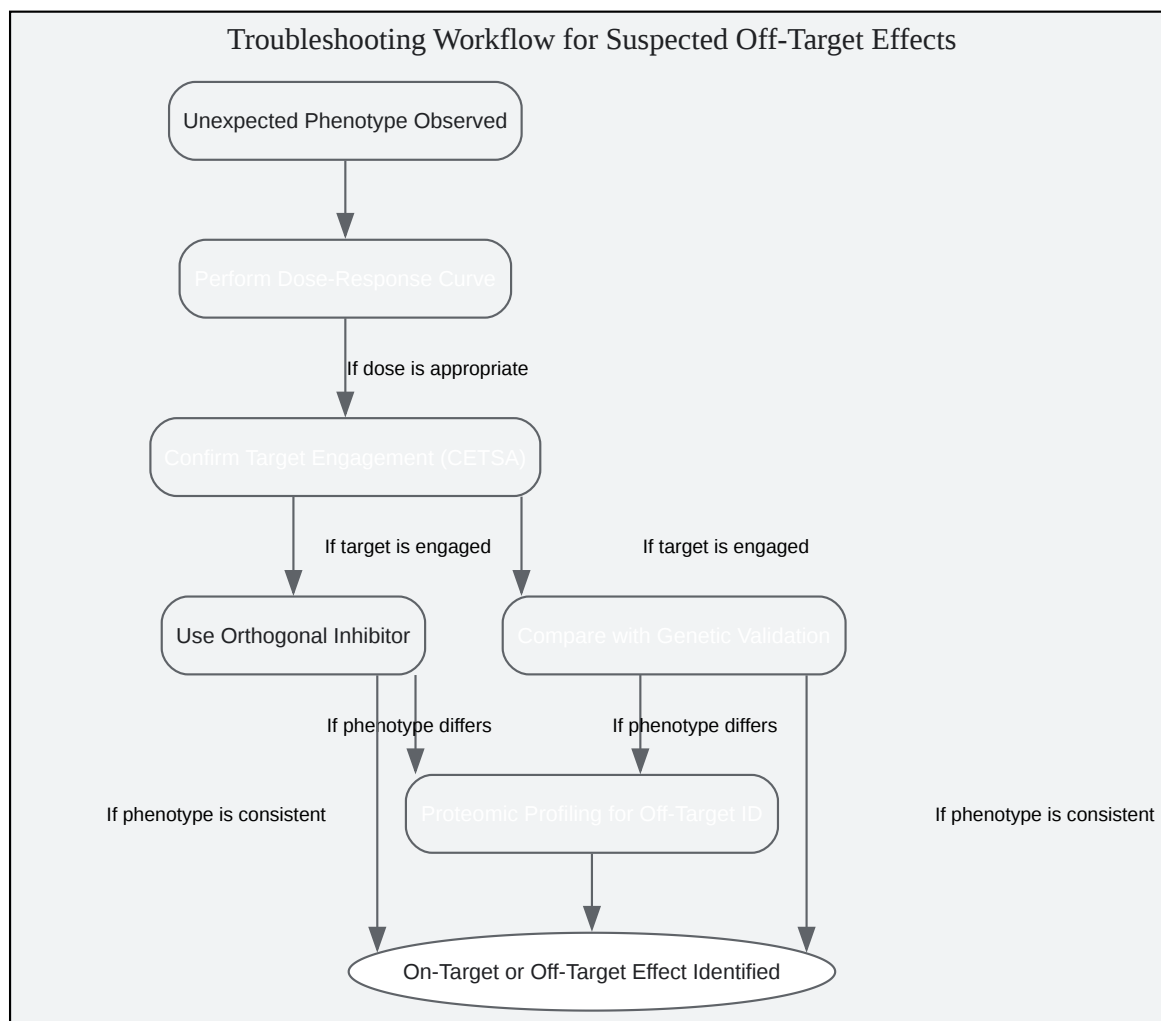 Troubleshooting Workflow for Suspected Off-Target Effects
Unexpected Phenotype Observed
Perform Dose-Response Curve
If dose is appropriate
Confirm Target Engagement (CETSA)
If target is engaged
If target is engaged
Use Orthogonal Inhibitor
Compare with Genetic Validation
If phenotype differs
If phenotype differs
If phenotype is consistent
Proteomic Profiling for Off-Target ID
If phenotype is consistent
On-Target or Off-Target Effect Identified